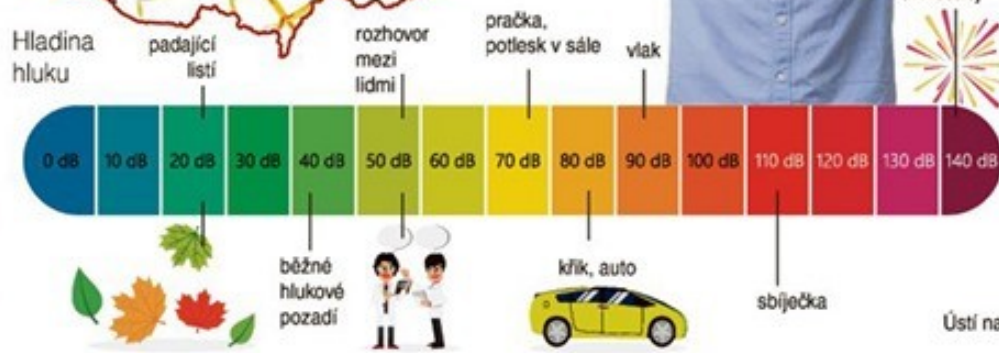 Hladina
hluku
padající
listí
rozhovor
mezi
lidmi
pračka,
potlesk v sále
vlak
0 dB
10 dB
20 dB
30 dB
40 dB
50 dB
60 dB
70 dB
80 dB
90 dB
100 dB
110 dB
120 dB
130 dB
140 dB
běžné
hlukové
pozadí
křik, auto
sbíječka
Ústí